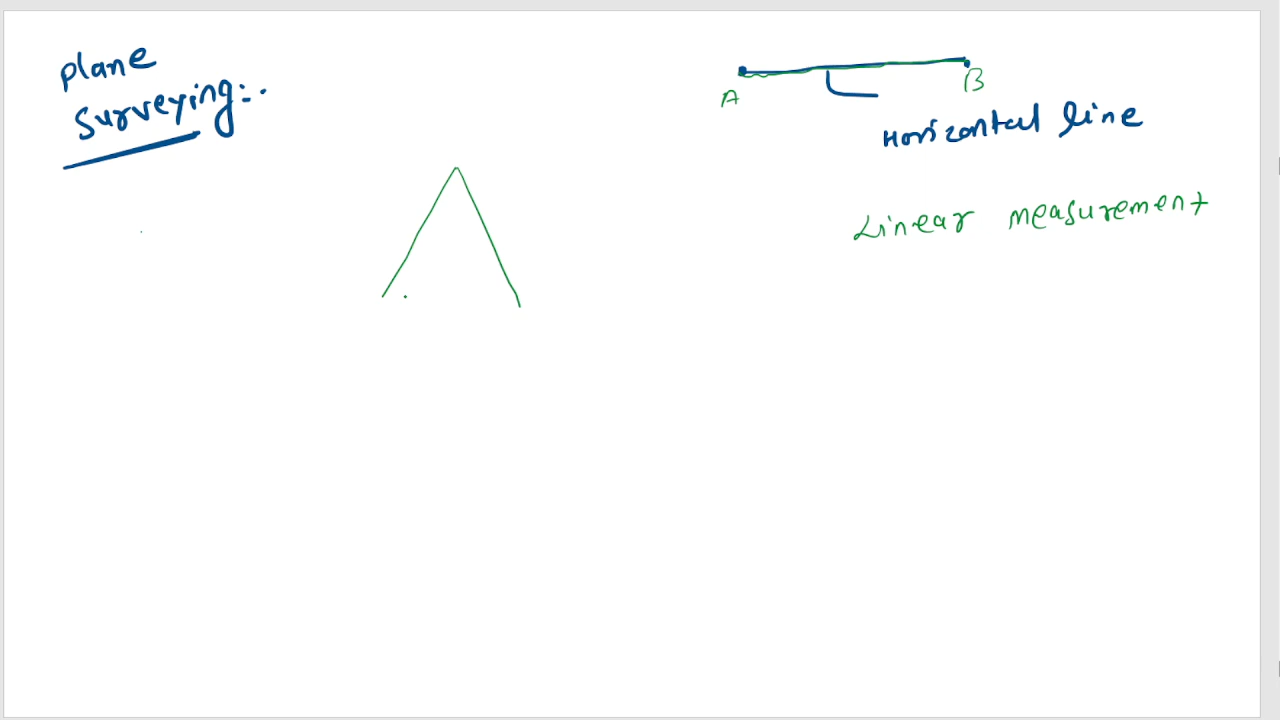 plane
Surveying:-
A
B
Horizontal line
Linear measurement